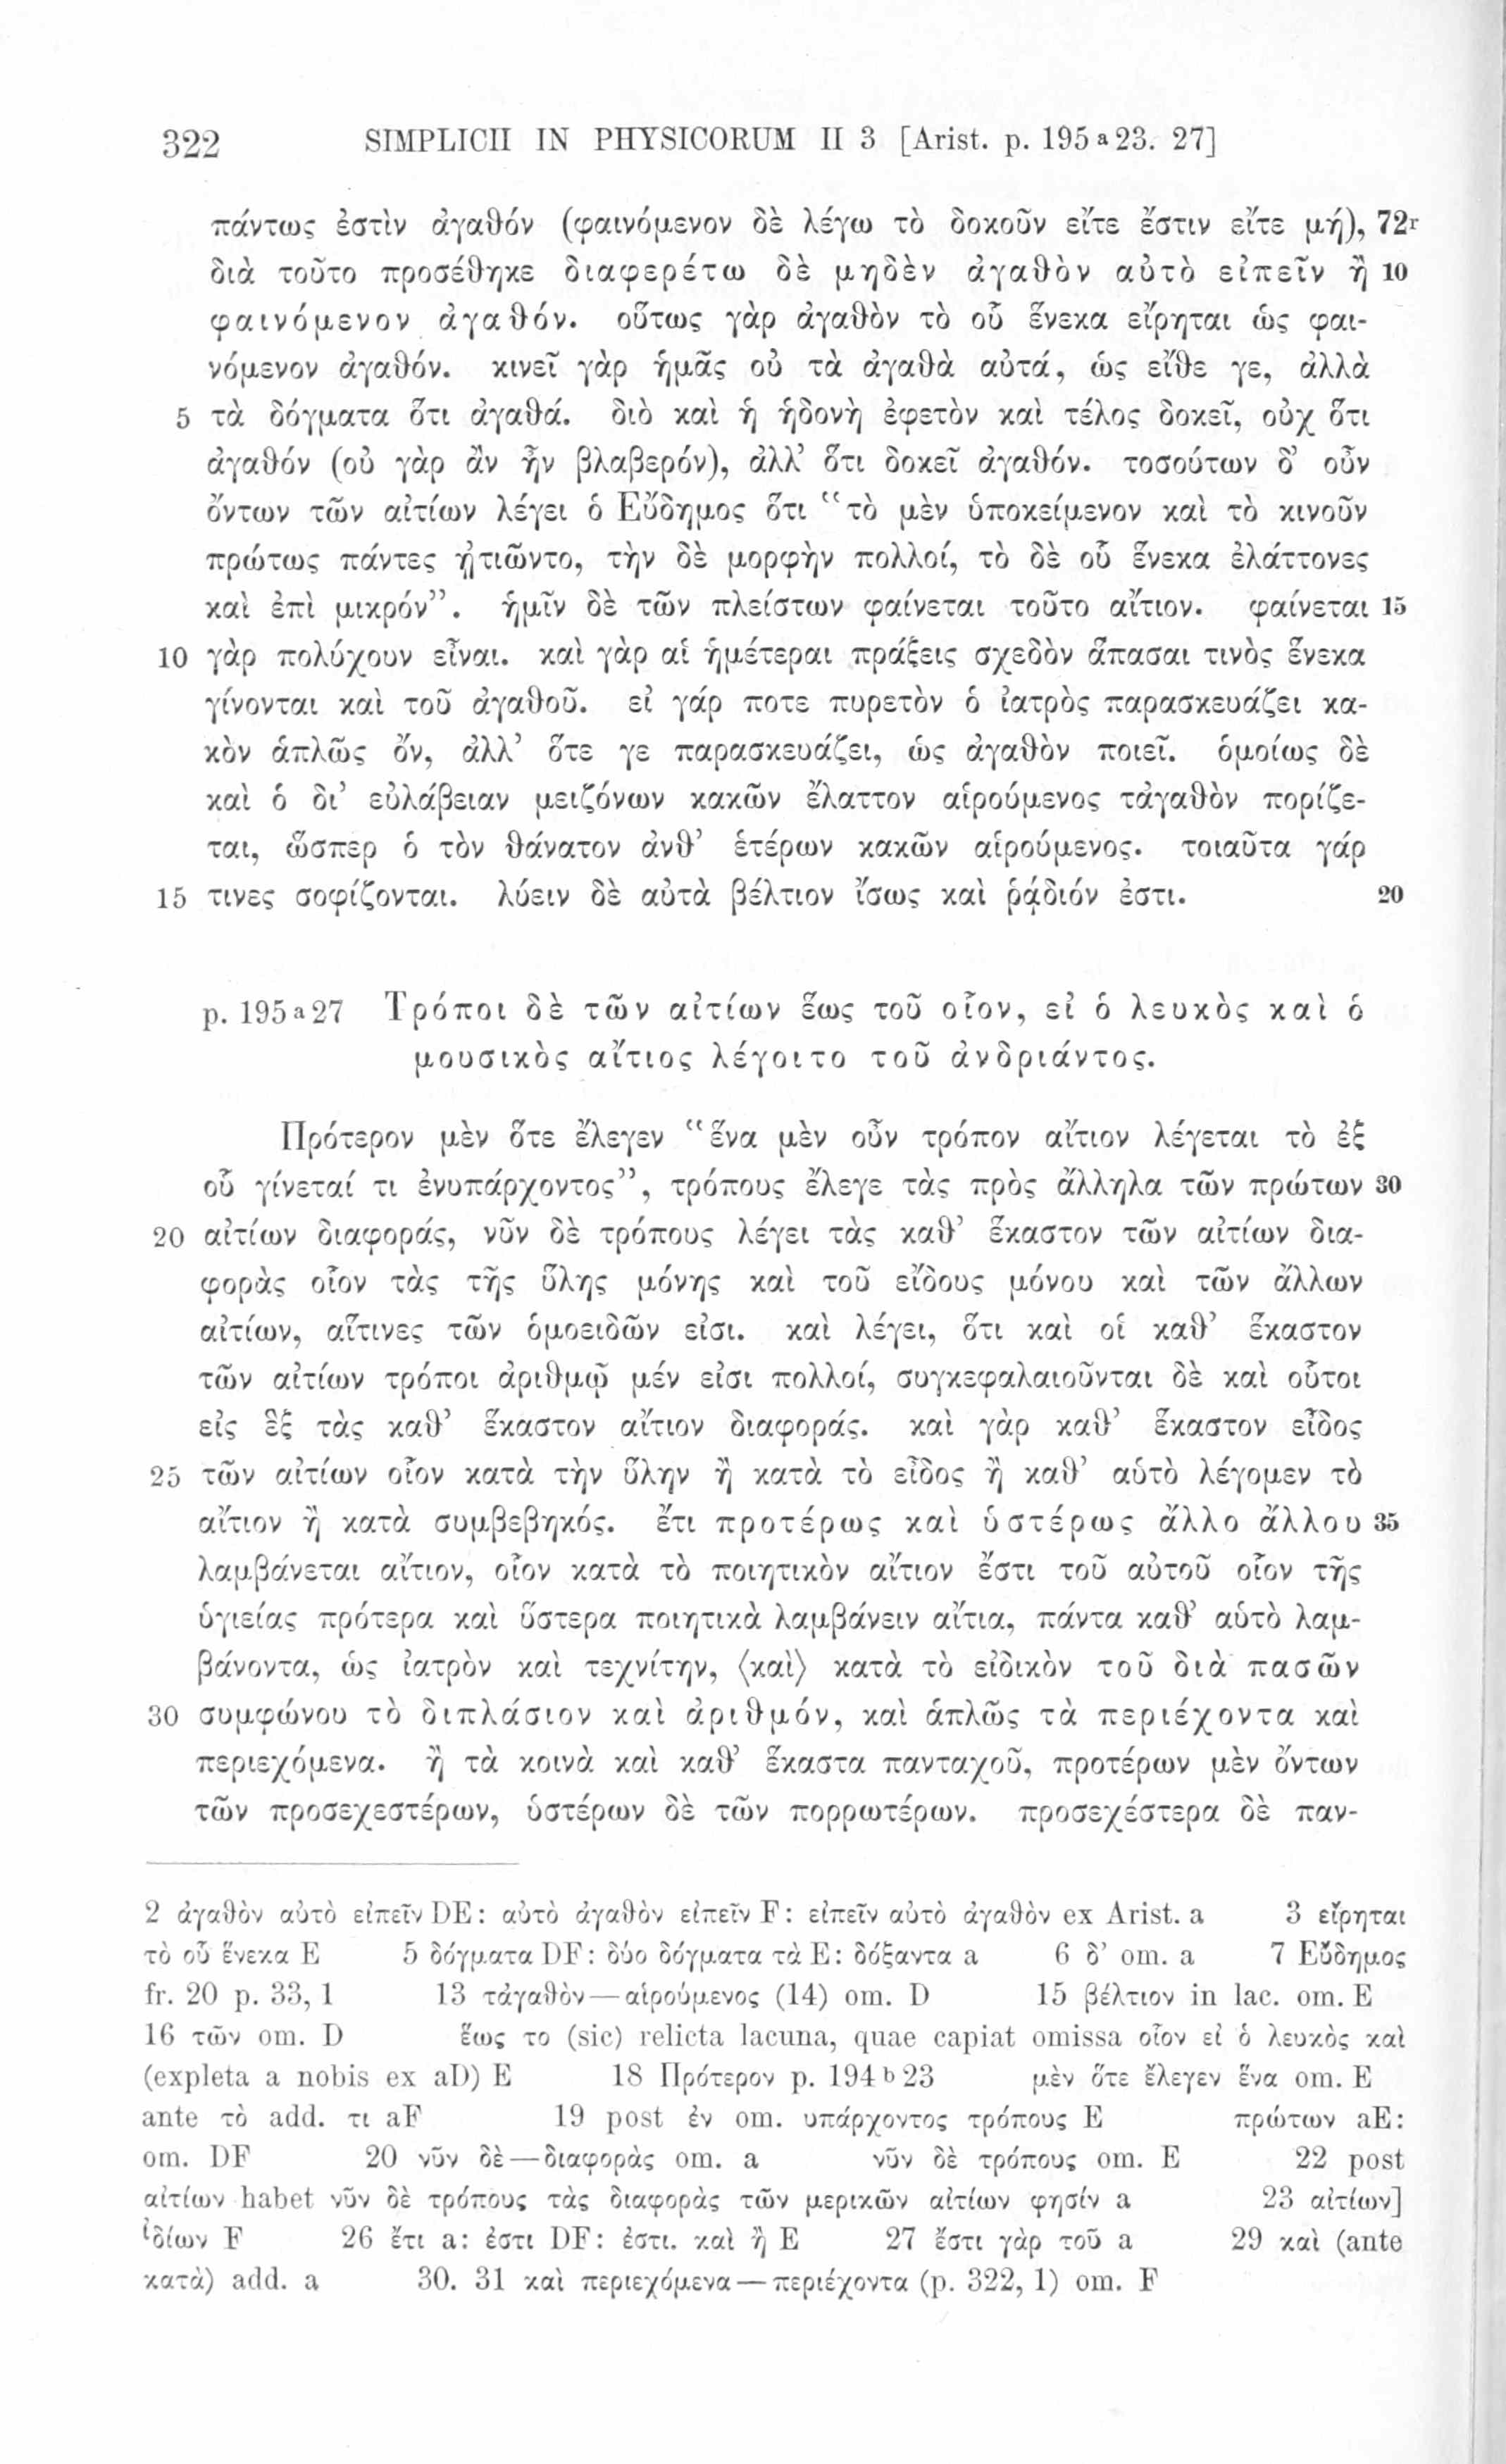 322 SIMPLICII IN PHYSICORUM II 3 [Arist. p. 195 a 23. 27]
πάντως ἐστὶν ἀγαθόν (φαινόμενον δὲ λέγω τὸ δοκοῦν εἴτε ἔστιν εἴτε μή), 72r
διὰ τοῦτο προσέθηκε διαφερέτω δὲ μηδὲν ἀγαθὸν αὐτὸ εἰπεῖν ἢ 10
φαινόμενον ἀγαθόν. οὕτως γὰρ ἀγαθὸν τὸ οὗ ἕνεκα εἴρηται ὡς φαι-
νόμενον ἀγαθόν. κινεῖ γὰρ ἡμᾶς οὐ τὰ ἀγαθὰ αὐτά, ὡς εἴθε γε, ἀλλὰ
5 τὰ δόγματα ὅτι ἀγαθά. διὸ καὶ ἡ ἡδονὴ ἐφετὸν καὶ τέλος δοκεῖ, οὐχ ὅτι
ἀγαθόν (οὐ γὰρ ἂν ἦν βλαβερόν), ἀλλ’ ὅτι δοκεῖ ἀγαθόν. τοσούτων δ’ οὖν
ὄντων τῶν αἰτίων λέγει ὁ Εὔδημος ὅτι “τὸ μὲν ὑποκείμενον καὶ τὸ κινοῦν
πρώτως πάντες ᾐτιῶντο, τὴν δὲ μορφὴν πολλοί, τὸ δὲ οὗ ἕνεκα ἐλάττονες
καὶ ἐπὶ μικρόν”. ἡμῖν δὲ τῶν πλείστων φαίνεται τοῦτο αἴτιον. φαίνεται 15
10 γὰρ πολύχουν εἶναι. καὶ γὰρ αἱ ἡμέτεραι πράξεις σχεδὸν ἅπασαι τινὸς ἕνεκα
γίνονται καὶ τοῦ ἀγαθοῦ. εἰ γάρ ποτε πυρετὸν ὁ ἰατρὸς παρασκευάζει κα-
κὸν ἁπλῶς ὄν, ἀλλ’ ὅτε γε παρασκευάζει, ὡς ἀγαθὸν ποιεῖ. ὁμοίως δὲ
καὶ ὁ δι’ εὐλάβειαν μειζόνων κακῶν ἔλαττον αἱρούμενος τἀγαθὸν πορίζε-
ται, ὥσπερ ὁ τὸν θάνατον ἀνθ’ ἑτέρων κακῶν αἱρούμενος. τοιαῦτα γάρ
15 τινες σοφίζονται. λύειν δὲ αὐτὰ βέλτιον ἴσως καὶ ῥᾴδιόν ἐστι. 20
p. 195 a 27 Τρόποι δὲ τῶν αἰτίων ἕως τοῦ οἷον, εἰ ὁ λευκὸς καὶ ὁ
μουσικὸς αἴτιος λέγοιτο τοῦ ἀνδριάντος.
Πρότερον μὲν ὅτε ἔλεγεν “ἕνα μὲν οὖν τρόπον αἴτιον λέγεται τὸ ἐξ
οὗ γίνεταί τι ἐνυπάρχοντος”, τρόπους ἔλεγε τὰς πρὸς ἄλληλα τῶν πρώτων 30
20 αἰτίων διαφοράς, νῦν δὲ τρόπους λέγει τὰς καθ’ ἕκαστον τῶν αἰτίων δια-
φορὰς οἷον τὰς τῆς ὕλης μόνης καὶ τοῦ εἴδους μόνου καὶ τῶν ἄλλων
αἰτίων, αἵτινες τῶν ὁμοειδῶν εἰσι. καὶ λέγει, ὅτι καὶ οἱ καθ’ ἕκαστον
τῶν αἰτίων τρόποι ἀριθμῷ μέν εἰσι πολλοί, συγκεφαλαιοῦνται δὲ καὶ οὗτοι
εἰς ἓξ τὰς καθ’ ἕκαστον αἴτιον διαφοράς. καὶ γὰρ καθ’ ἕκαστον εἶδος
25 τῶν αἰτίων οἷον κατὰ τὴν ὕλην ἢ κατὰ τὸ εἶδος ἢ καθ’ αὑτὸ λέγομεν τὸ
αἴτιον ἢ κατὰ συμβεβηκός. ἔτι προτέρως καὶ ὑστέρως ἄλλο ἄλλου 35
λαμβάνεται αἴτιον, οἷον κατὰ τὸ ποιητικὸν αἴτιον ἔστι τοῦ αὐτοῦ οἷον τῆς
ὑγιείας πρότερα καὶ ὕστερα ποιητικὰ λαμβάνειν αἴτια, πάντα καθ’ αὑτὸ λαμ-
βάνοντα, ὡς ἰατρὸν καὶ τεχνίτην, ⟨καὶ⟩ κατὰ τὸ εἰδικὸν τοῦ διὰ πασῶν
30 συμφώνου τὸ διπλάσιον καὶ ἀριθμόν, καὶ ἁπλῶς τὰ περιέχοντα καὶ
περιεχόμενα. ἢ τὰ κοινὰ καὶ καθ’ ἕκαστα πανταχοῦ, προτέρων μὲν ὄντων
τῶν προσεχεστέρων, ὑστέρων δὲ τῶν πορρωτέρων. προσεχέστερα δὲ παν-
2 ἀγαθὸν αὐτὸ εἰπεῖν DE: αὐτὸ ἀγαθὸν εἰπεῖν F: εἰπεῖν αὐτὸ ἀγαθὸν ex Arist. a 3 εἴρηται
τὸ οὗ ἕνεκα E 5 δόγματα DF: δύο δόγματα τὰ E: δόξαντα a 6 δ’ om. a 7 Εὔδημος
fr. 20 p. 33, 1 13 τἀγαθὸν—αἱρούμενος (14) om. D 15 βέλτιον in lac. om. E
16 τῶν om. D ἕως το (sic) relicta lacuna, quae capiat omissa οἷον εἰ ὁ λευκὸς καὶ
(expleta a nobis ex aD) E 18 Πρότερον p. 194 b 23 μὲν ὅτε ἔλεγεν ἕνα om. E
ante τὸ add. τι aF 19 post ἐν om. υπάρχοντος τρόπους E πρώτων aE:
om. DF 20 νῦν δὲ—διαφορὰς om. a νῦν δὲ τρόπους om. E 22 post
αἰτίων habet νῦν δὲ τρόπους τὰς διαφορὰς τῶν μερικῶν αἰτίων φησίν a 23 αἰτίων]
ἰδίων F 26 ἔτι a: ἐστι DF: ἐστι. καὶ ἢ E 27 ἔστι γὰρ τοῦ a 29 καὶ (ante
κατὰ) add. a 30. 31 καὶ περιεχόμενα—περιέχοντα (p. 322, 1) om. F